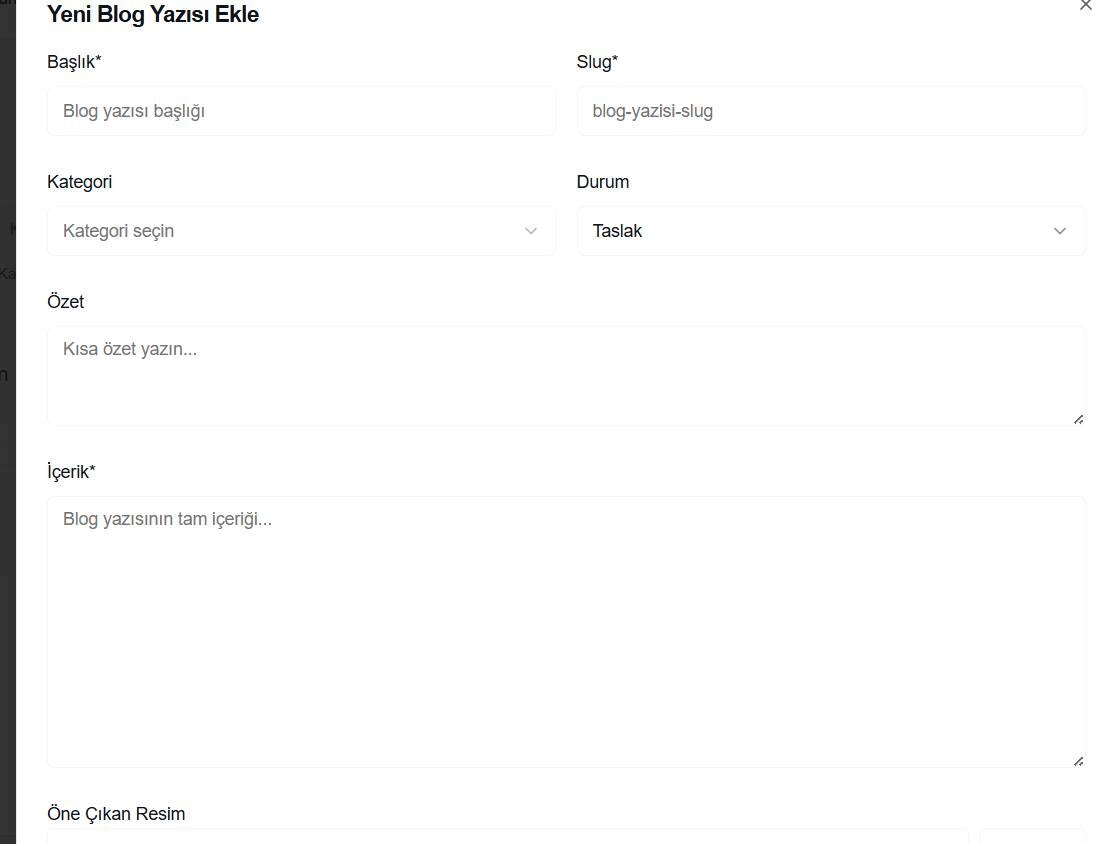 Yeni Blog Yazısı Ekle
Başlık*
Slug*
Blog yazısı başlığı
blog-yazisi-slug
Kategori
Durum
Kategori seçin
Taslak
Özet
Kısa özet yazın...
İçerik*
Blog yazısının tam içeriği...
Öne Çıkan Resim